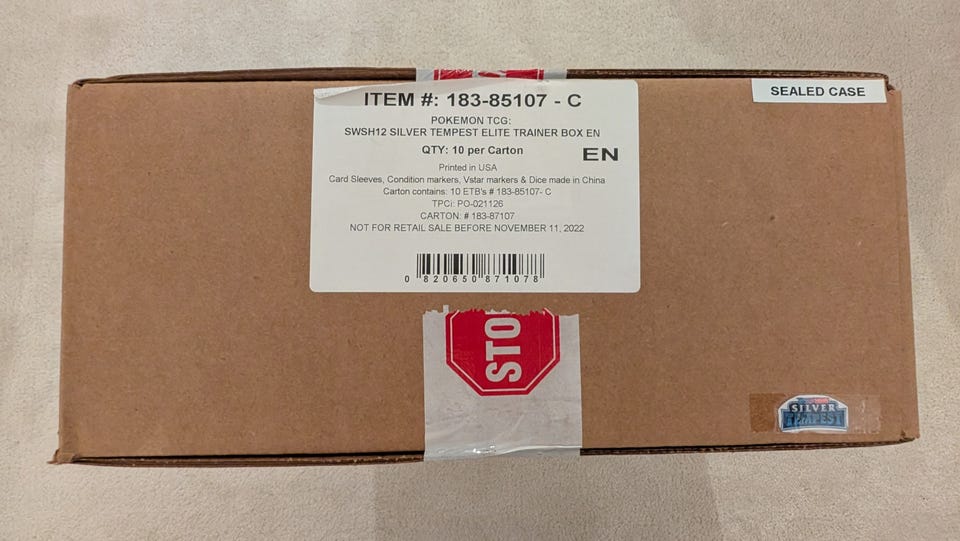 ITEM #: 183-85107 - C
SEALED CASE
POKEMON TCG:
SWSH12 SILVER TEMPEST ELITE TRAINER BOX EN
QTY: 10 per Carton
EN
Printed in USA
Card Sleeves, Condition markers, Vstar markers & Dice made in China
Carton contains: 10 ETB's # 183-85107- C
TPCi: PO-021126
CARTON: # 183-87107
NOT FOR RETAIL SALE BEFORE NOVEMBER 11, 2022
0 820650 871078
STO
SILVER
TEMPEST